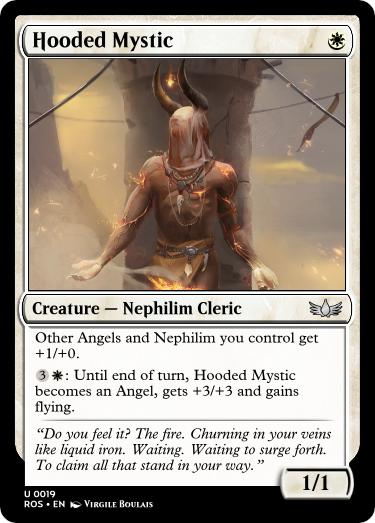 Hooded Mystic
Creature — Nephilim Cleric
Other Angels and Nephilim you control get
+1/+0.
3: Until end of turn, Hooded Mystic
becomes an Angel, gets +3/+3 and gains
flying.
“Do you feel it? The fire. Churning in your veins
like liquid iron. Waiting. Waiting to surge forth.
To claim all that stand in your way.”
1/1
U 0019
ROS • EN Virgile Boulais